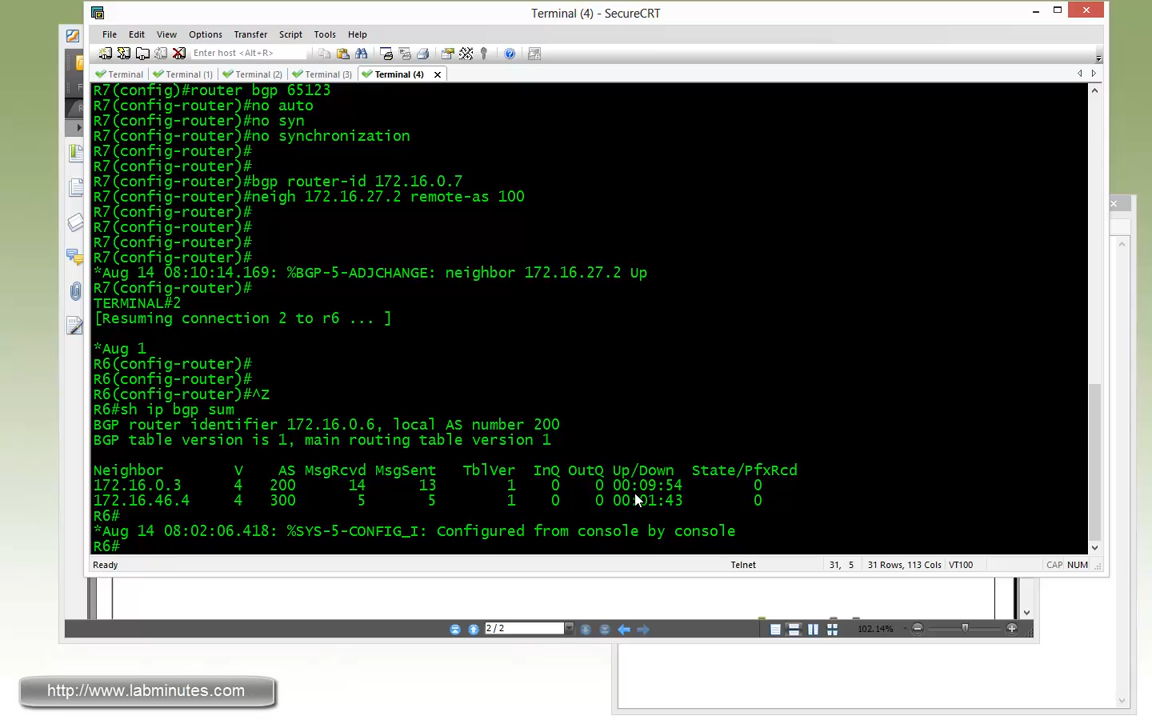 Terminal (4) - SecureCRT
File Edit View Options Transfer Script Tools Help
Enter host <Alt+R>
Terminal Terminal (1) Terminal (2) Terminal (3) Terminal (4)
R7(config)#router bgp 65123
R7(config-router)#no auto
R7(config-router)#no syn
R7(config-router)#no synchronization
R7(config-router)#
R7(config-router)#
R7(config-router)#bgp router-id 172.16.0.7
R7(config-router)#neigh 172.16.27.2 remote-as 100
R7(config-router)#
R7(config-router)#
R7(config-router)#
R7(config-router)#
*Aug 14 08:10:14.169: %BGP-5-ADJCHANGE: neighbor 172.16.27.2 Up
R7(config-router)#
TERMINAL#2
[Resuming connection 2 to r6 ... ]
*Aug 1
R6(config-router)#
R6(config-router)#
R6(config-router)#^Z
R6#sh ip bgp sum
BGP router identifier 172.16.0.6, local AS number 200
BGP table version is 1, main routing table version 1
Neighbor V AS MsgRcvd MsgSent TblVer InQ OutQ Up/Down State/PfxRcd
172.16.0.3 4 200 14 13 1 0 0 00:09:54 0
172.16.46.4 4 300 5 5 1 0 0 00:01:43 0
R6#
*Aug 14 08:02:06.418: %SYS-5-CONFIG_I: Configured from console by console
R6#
Ready Telnet 31, 5 31 Rows, 113 Cols VT100 CAP NUM
2 / 2 102.14%
http://www.labminutes.com